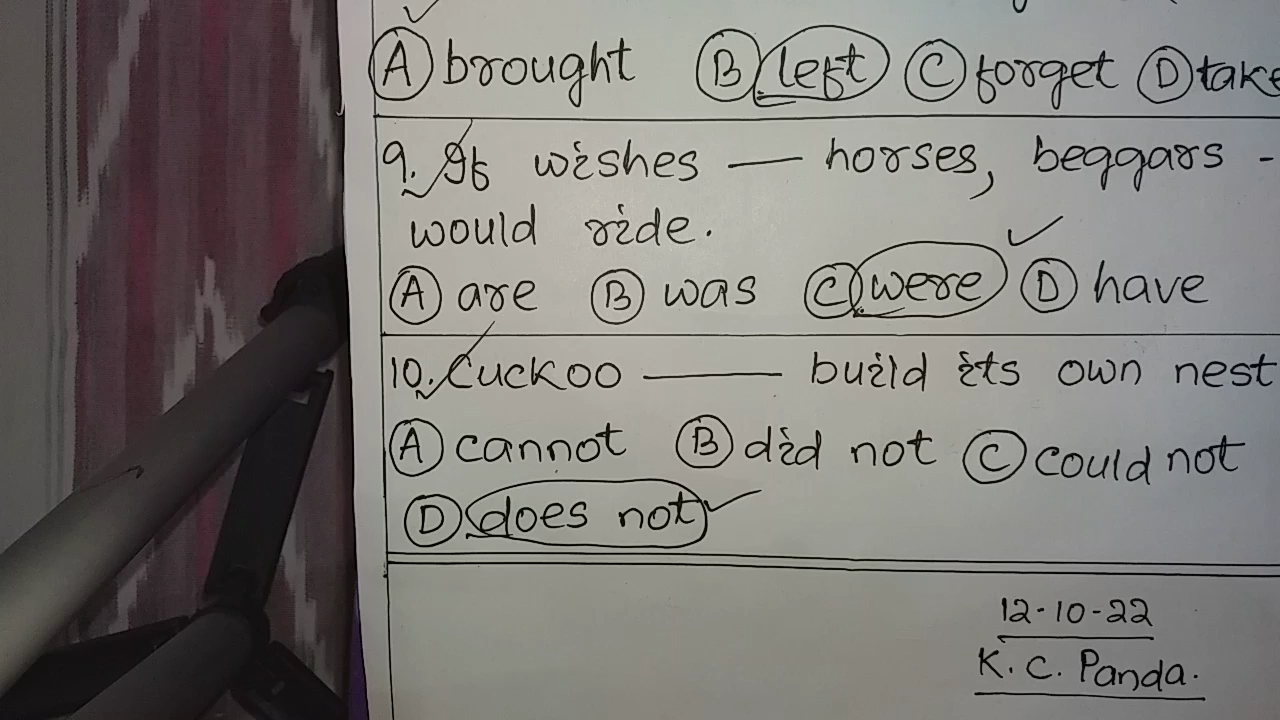 A brought B left C forget D take
9. If wishes — horses, beggars -
would ride.
A are B was C were D have
10. Cuckoo — build its own nest
A cannot B did not C could not
D does not
12-10-22
K. C. Panda.